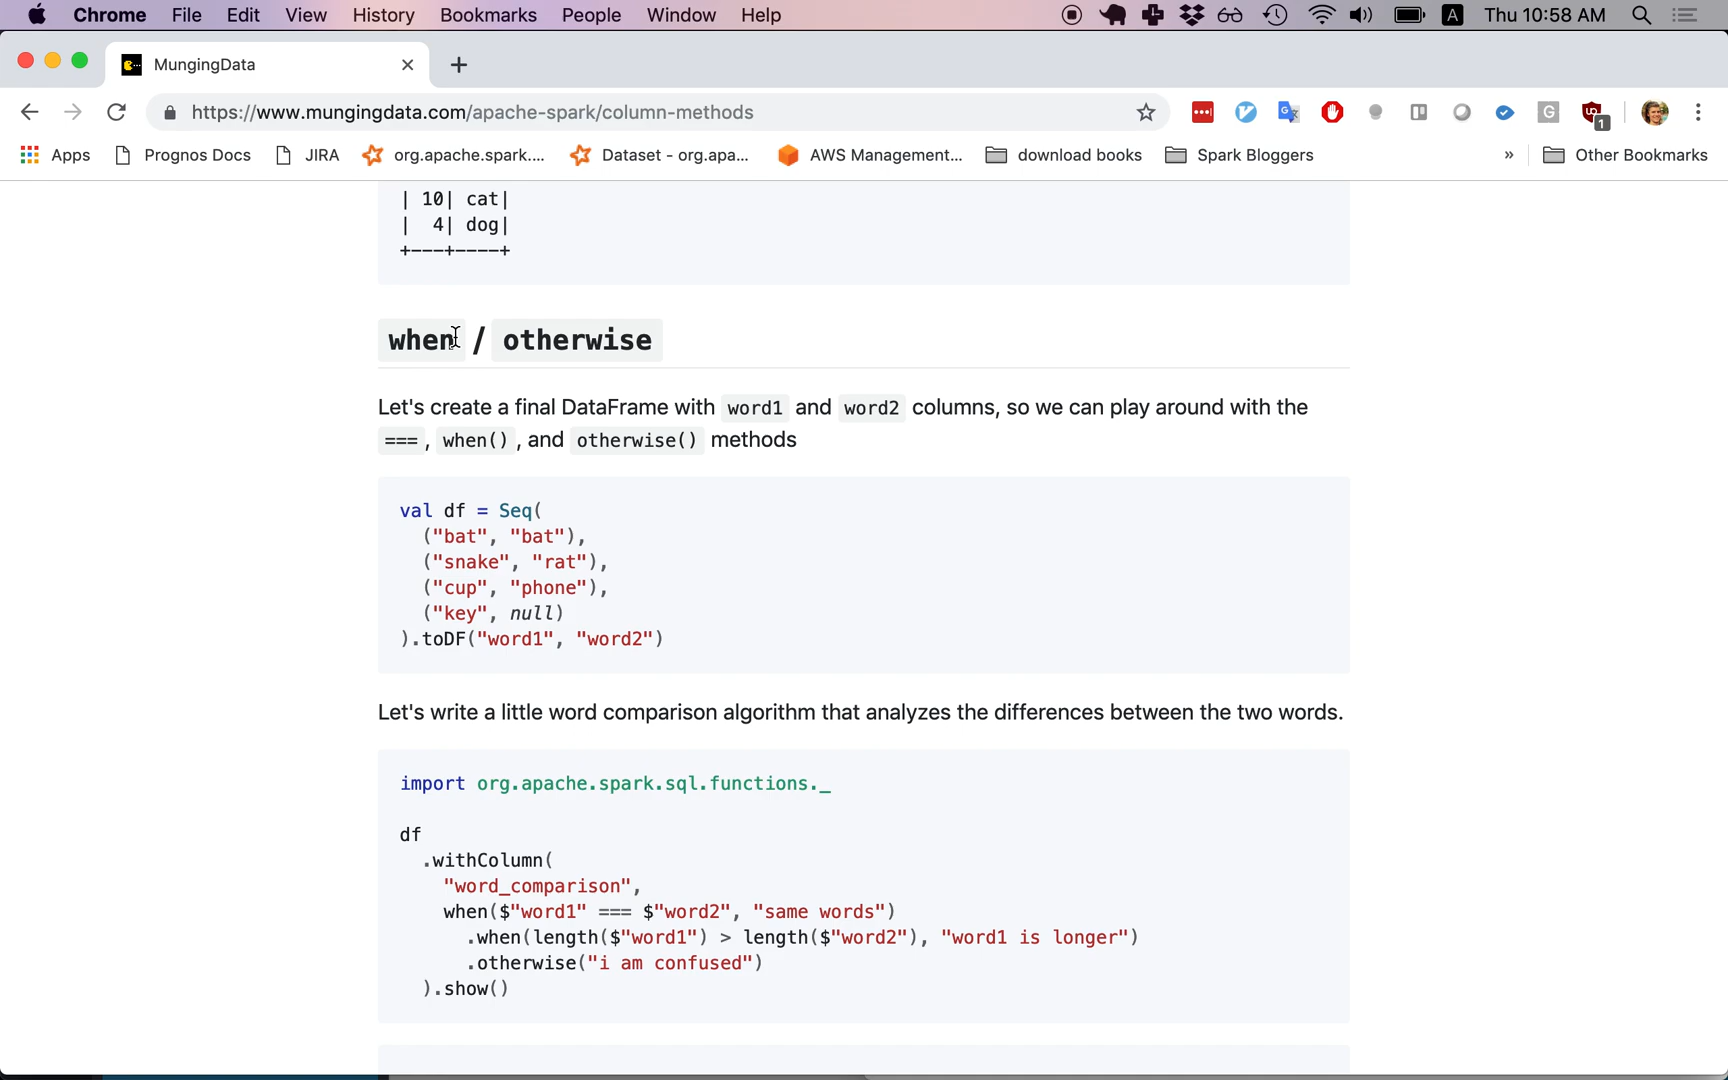 Chrome File Edit View History Bookmarks People Window Help A Thu 10:58 AM
MungingData
https://www.mungingdata.com/apache-spark/column-methods G 1
Apps Prognos Docs JIRA org.apache.spark.... Dataset - org.apa... AWS Management... download books Spark Bloggers » Other Bookmarks
| 10| cat|
|  4| dog|
+---+----+
when / otherwise
Let's create a final DataFrame with word1 and word2 columns, so we can play around with the
===, when(), and otherwise() methods
val df = Seq(
  ("bat", "bat"),
  ("snake", "rat"),
  ("cup", "phone"),
  ("key", null)
).toDF("word1", "word2")
Let's write a little word comparison algorithm that analyzes the differences between the two words.
import org.apache.spark.sql.functions._
df
  .withColumn(
    "word_comparison",
    when($"word1" === $"word2", "same words")
      .when(length($"word1") > length($"word2"), "word1 is longer")
      .otherwise("i am confused")
  ).show()